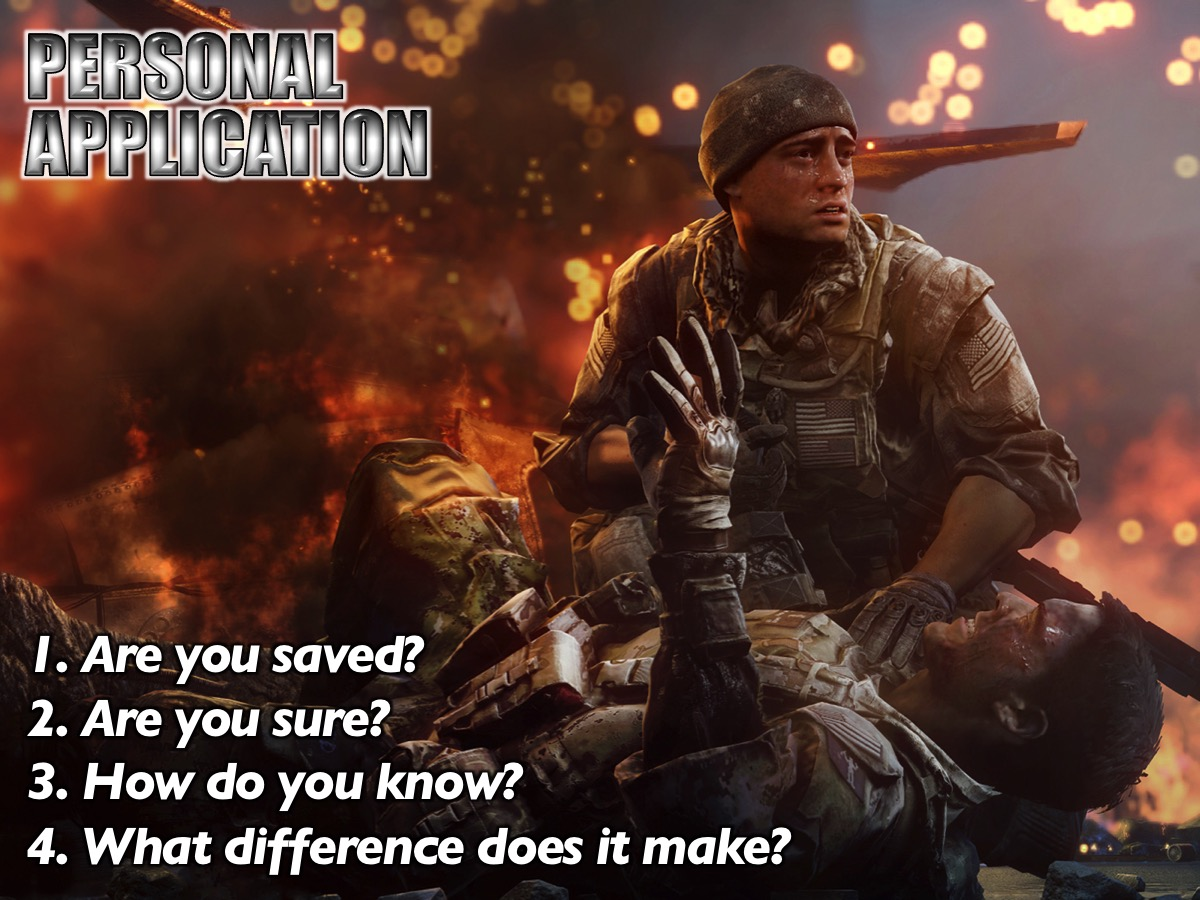 PERSONAL
APPLICATION
1. Are you saved?
2. Are you sure?
3. How do you know?
4. What difference does it make?